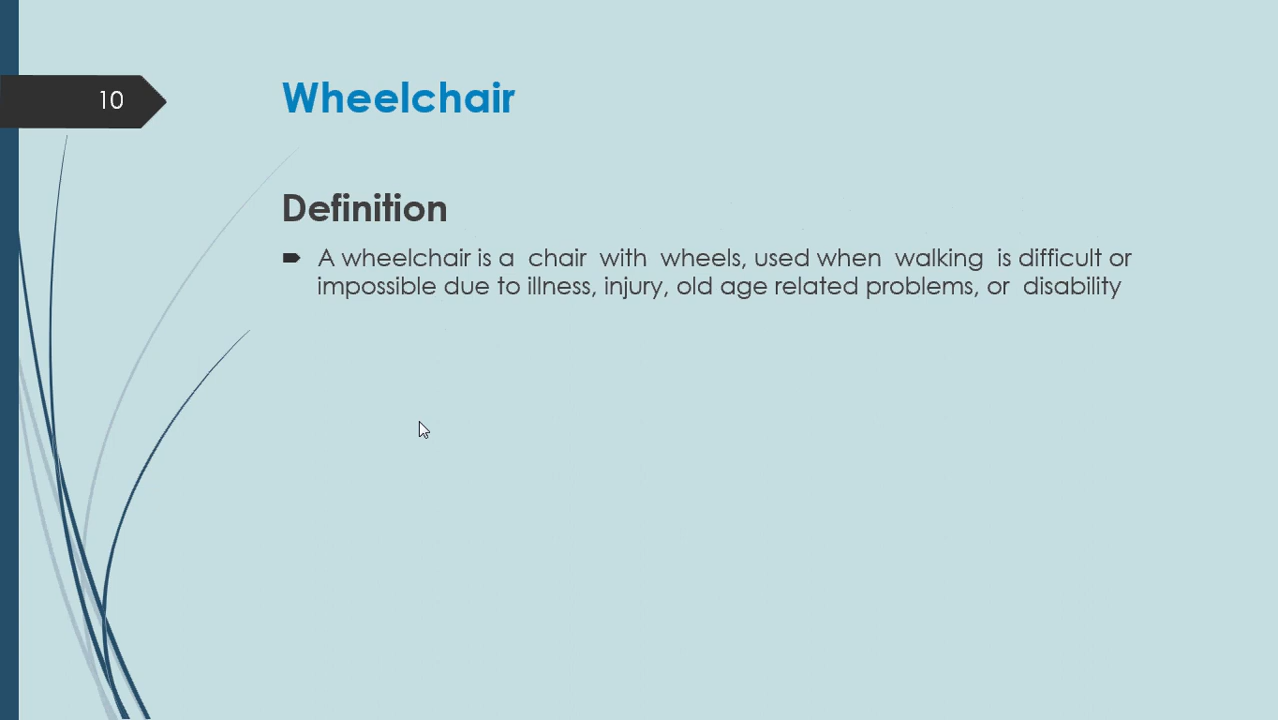 10
Wheelchair
Definition
A wheelchair is a chair with wheels, used when walking is difficult or
impossible due to illness, injury, old age related problems, or disability